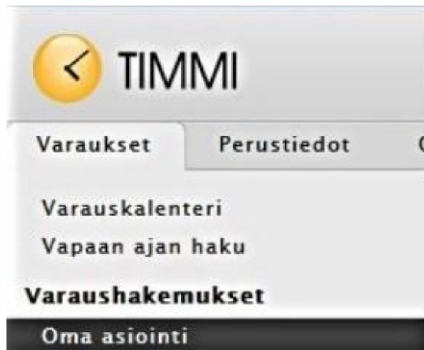 TIMMI
Varaukset Perustiedot
Varauskalenteri
Vapaan ajan haku
Varaushakemukset
Oma asiointi